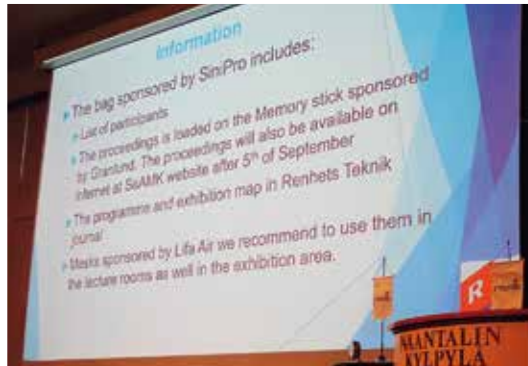 Information
The bag sponsored by SiniPro includes:
List of participants
The proceedings is loaded on the Memory stick sponsored
by Granlund. The proceedings will also be available on
internet at SeAMK website after 5th of September
The programme and exhibition map in Renhets Teknik
journal
Masks sponsored by Lifa Air we recommend to use them in
the lecture rooms as well in the exhibition area.
R
NAANTALIN
KYLPYLÄ